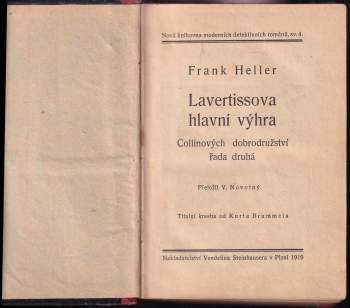 Nová knihovna moderních detektivních románů, sv. 4.
Frank Heller
Lavertissova
hlavní výhra
Collinových dobrodružství
řada druhá
Přeložil V. Novotný
Titulní kresba od Kurta Brammela
Nakladatelství Vendelína Steinhausera v Plzni 1919